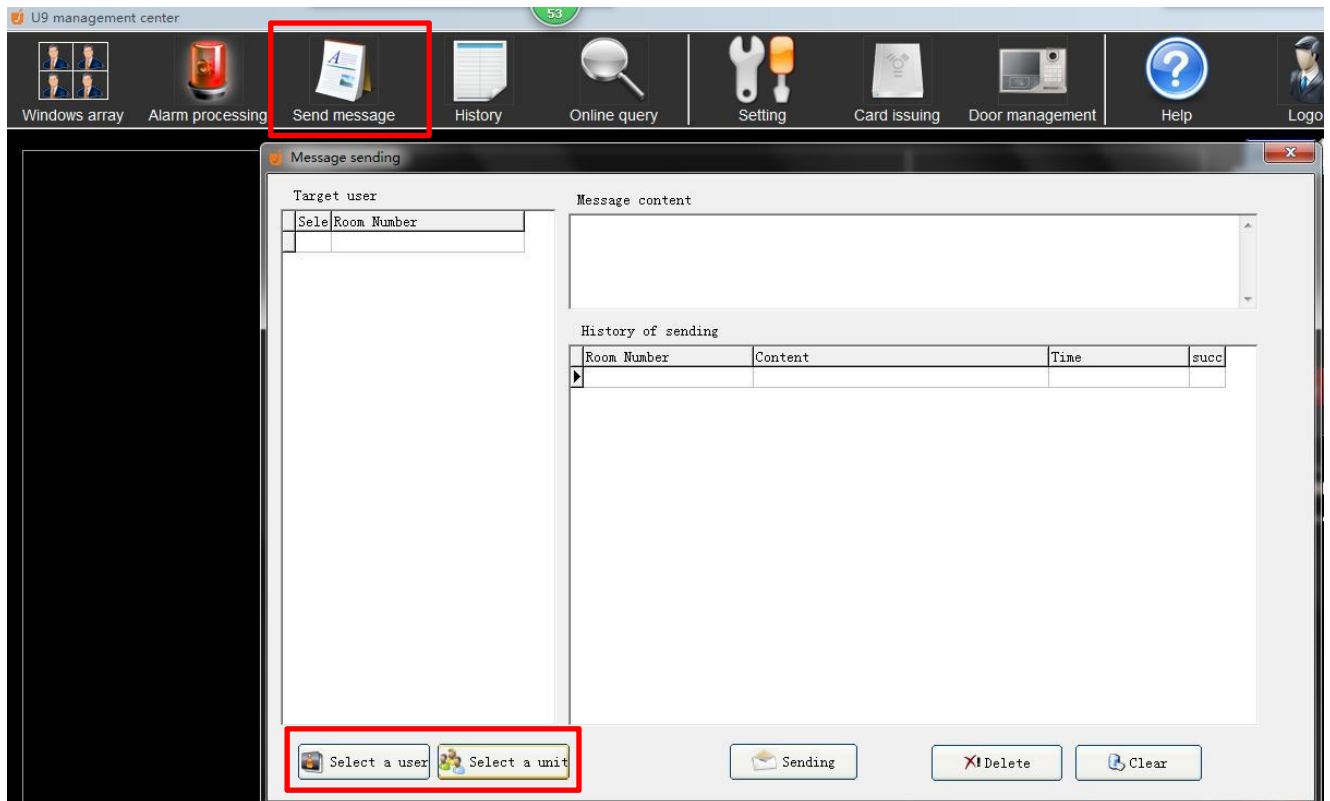 U9 management center
53
Windows array Alarm processing Send message History Online query Setting Card issuing Door management Help Logo
Message sending
Target user
Message content
Sele Room Number
History of sending
Room Number Content Time succ
Select a user Select a unit Sending Delete Clear